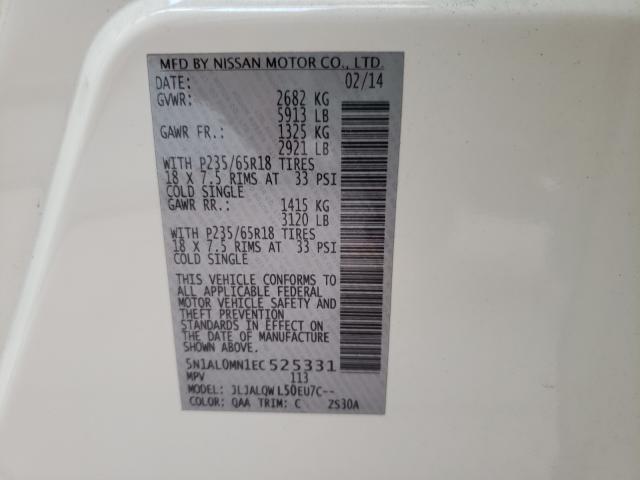 MFD BY NISSAN MOTOR CO., LTD.
DATE: 02/14
GVWR: 2682 KG
5913 LB
GAWR FR.: 1325 KG
2921 LB
WITH P235/65R18 TIRES
18 X 7.5 RIMS AT 33 PSI
COLD SINGLE
GAWR RR.: 1415 KG
3120 LB
WITH P235/65R18 TIRES
18 X 7.5 RIMS AT 33 PSI
COLD SINGLE
THIS VEHICLE CONFORMS TO
ALL APPLICABLE FEDERAL
MOTOR VEHICLE SAFETY AND
THEFT PREVENTION
STANDARDS IN EFFECT ON
THE DATE OF MANUFACTURE
SHOWN ABOVE.
5N1AL0MN1EC525331
MPV 113
MODEL: JLJALQWL50EU7C--
COLOR: QAA TRIM: C ZS30A